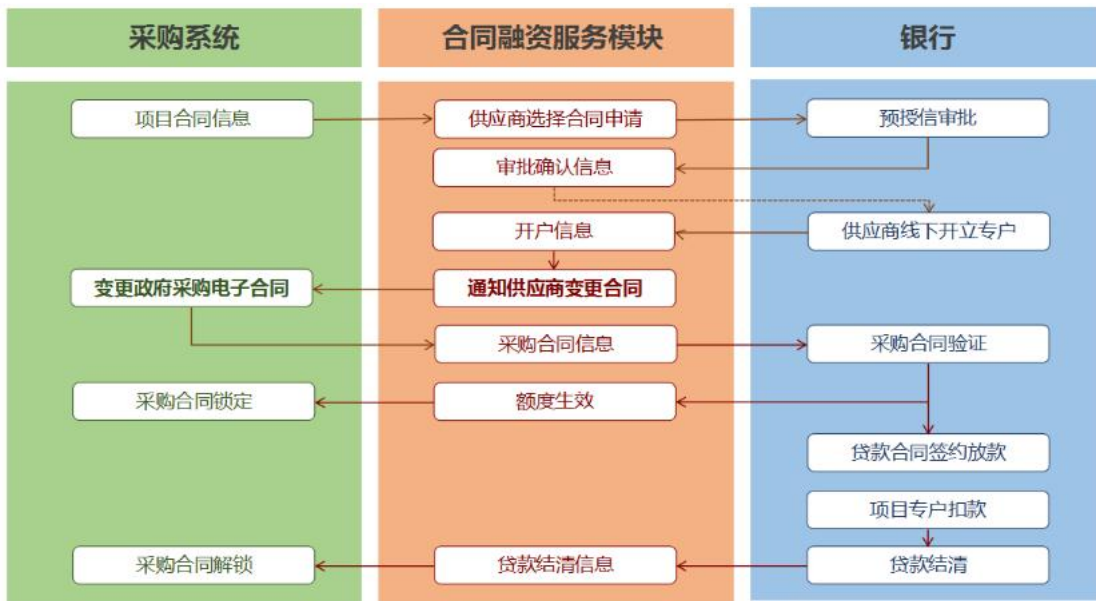 采购系统
合同融资服务模块
银行
项目合同信息
供应商选择合同申请
预授信审批
审批确认信息
开户信息
供应商线下开立专户
变更政府采购电子合同
通知供应商变更合同
采购合同信息
采购合同验证
采购合同锁定
额度生效
贷款合同签约放款
项目专户扣款
采购合同解锁
贷款结清信息
贷款结清